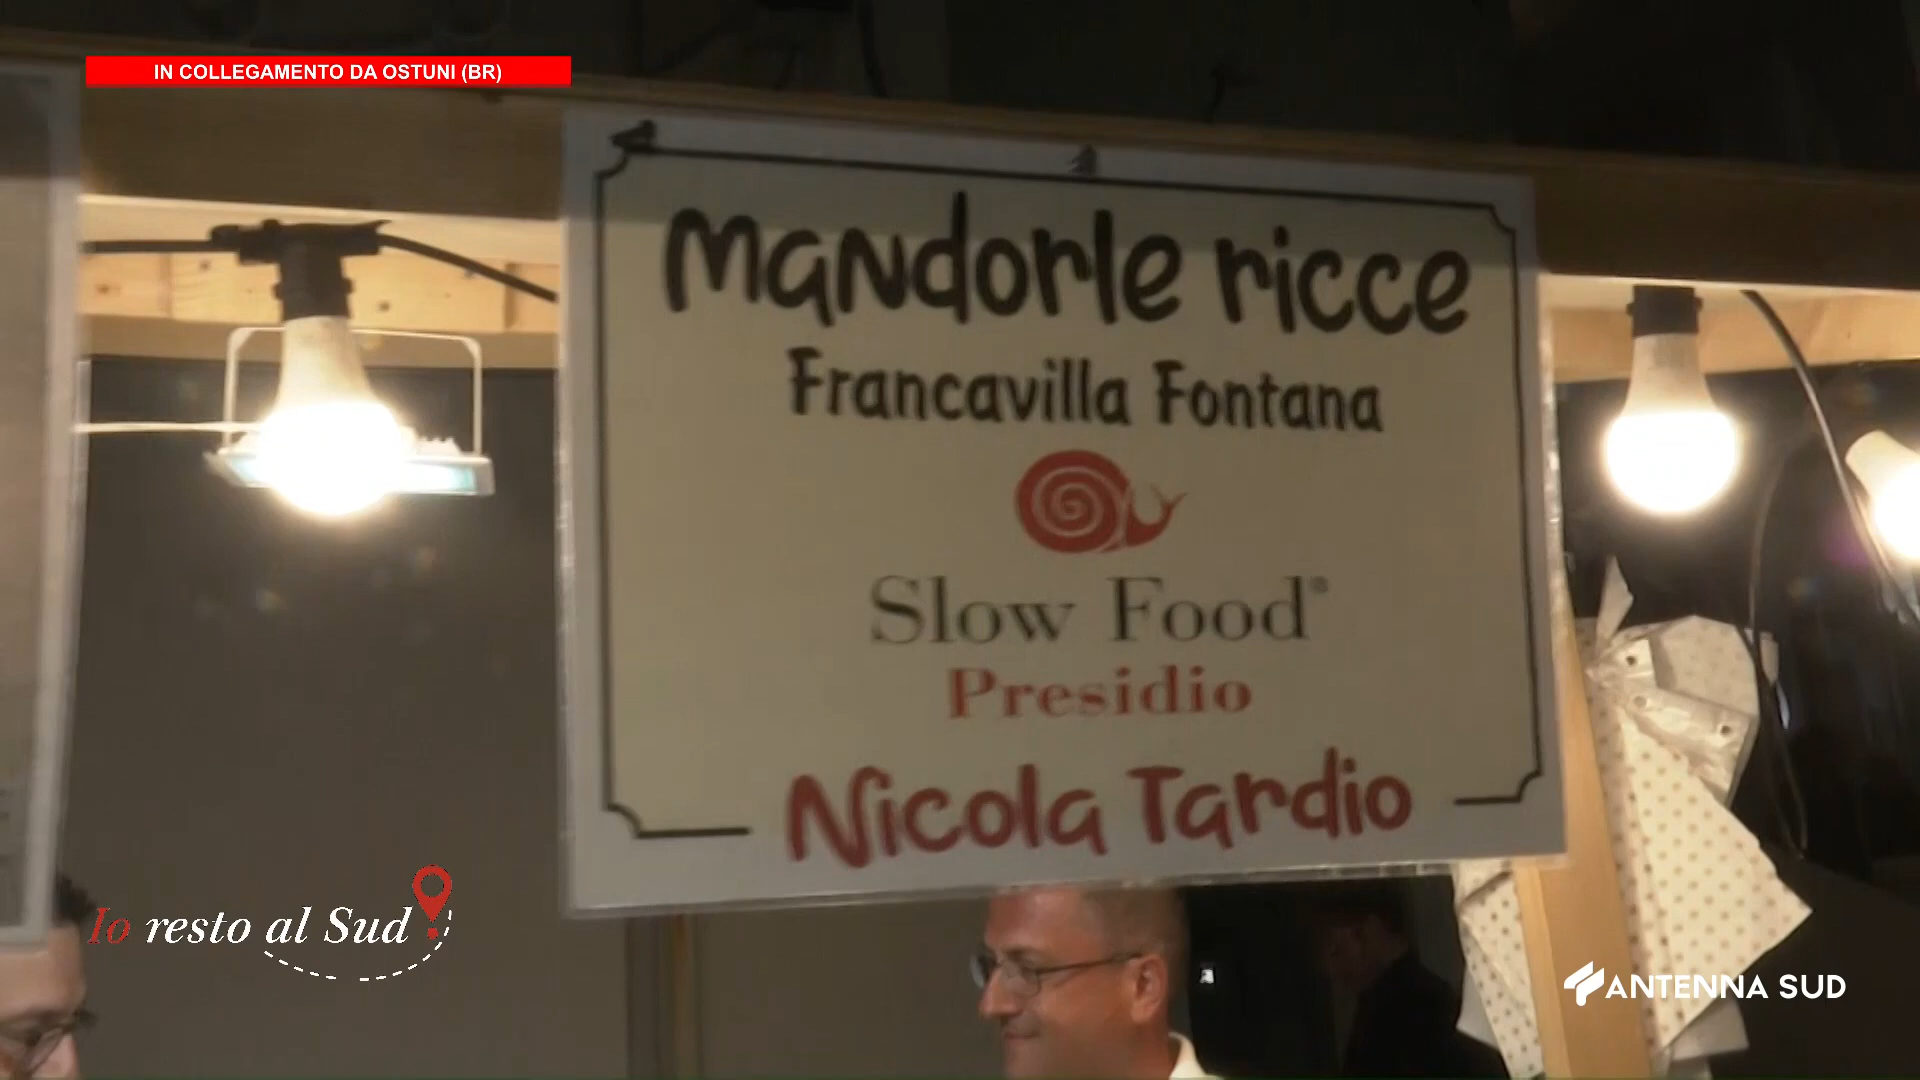 IN COLLEGAMENTO DA OSTUNI (BR)
Mandorle ricce
Francavilla Fontana
Slow Food®
Presidio
Nicola Tardio
Io resto al Sud
ANTENNA SUD